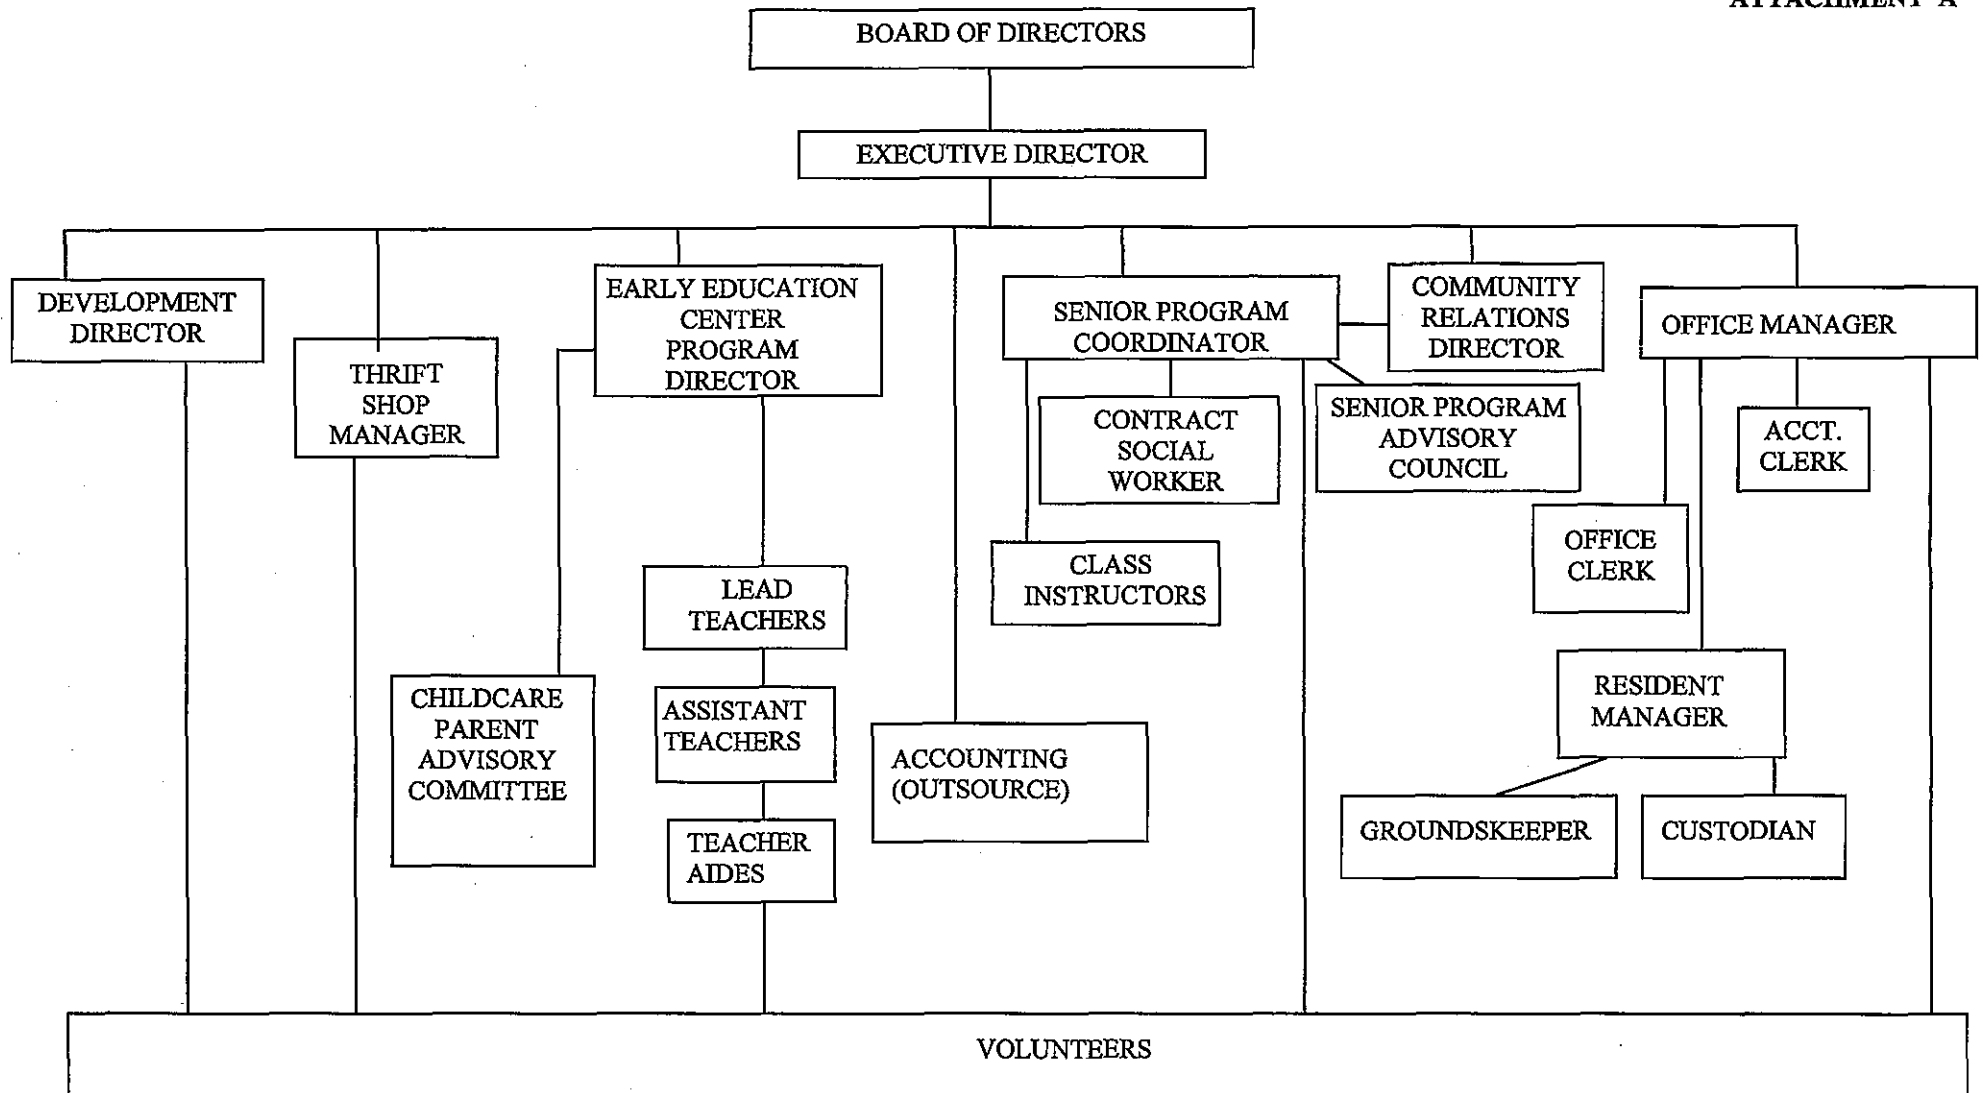 ATTACHMENT A
BOARD OF DIRECTORS
EXECUTIVE DIRECTOR
DEVELOPMENT
DIRECTOR
THRIFT
SHOP
MANAGER
EARLY EDUCATION
CENTER
PROGRAM
DIRECTOR
SENIOR PROGRAM
COORDINATOR
COMMUNITY
RELATIONS
DIRECTOR
OFFICE MANAGER
CONTRACT
SOCIAL
WORKER
SENIOR PROGRAM
ADVISORY
COUNCIL
ACCT.
CLERK
OFFICE
CLERK
CLASS
INSTRUCTORS
LEAD
TEACHERS
RESIDENT
MANAGER
CHILDCARE
PARENT
ADVISORY
COMMITTEE
ASSISTANT
TEACHERS
ACCOUNTING
(OUTSOURCE)
GROUNDSKEEPER
CUSTODIAN
TEACHER
AIDES
VOLUNTEERS